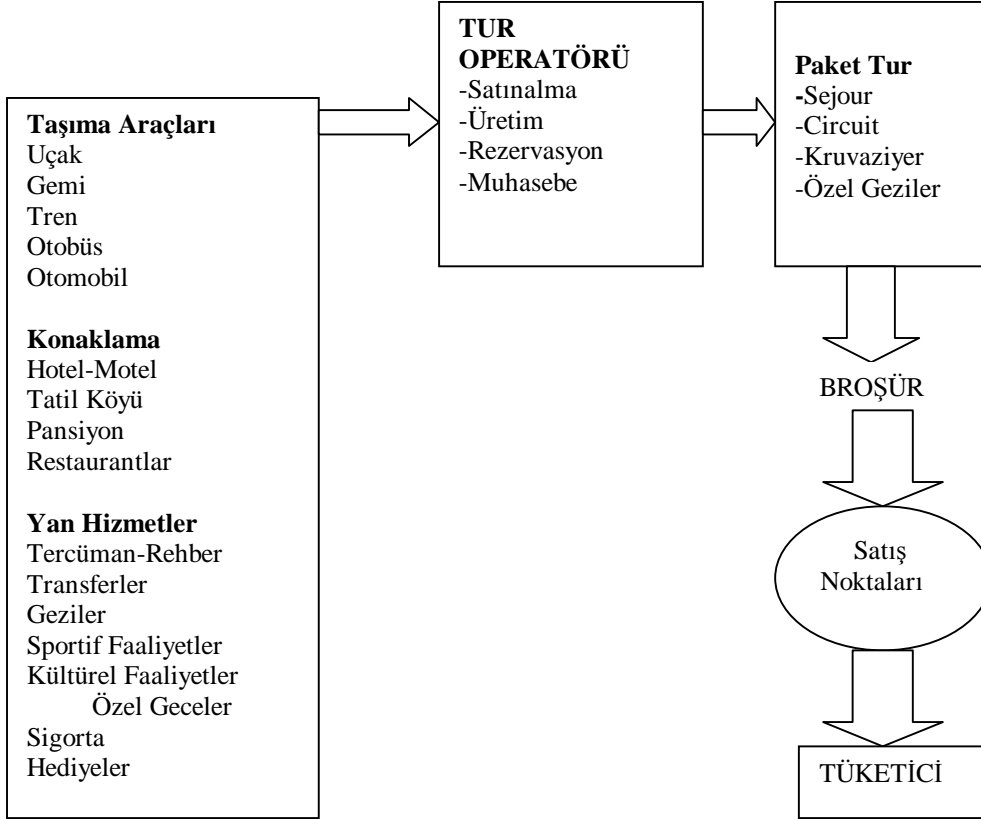 Taşıma Araçları
Uçak
Gemi
Tren
Otobüs
Otomobil
Konaklama
Hotel-Motel
Tatil Köyü
Pansiyon
Restaurantlar
Yan Hizmetler
Tercüman-Rehber
Transferler
Geziler
Sportif Faaliyetler
Kültürel Faaliyetler
Özel Geceler
Sigorta
Hediyeler
TUR
OPERATÖRÜ
-Satınalma
-Üretim
-Rezervasyon
-Muhasebe
Paket Tur
-Sejour
-Circuit
-Kruvaziyer
-Özel Geziler
BROŞÜR
Satış
Noktaları
TÜKETİCİ